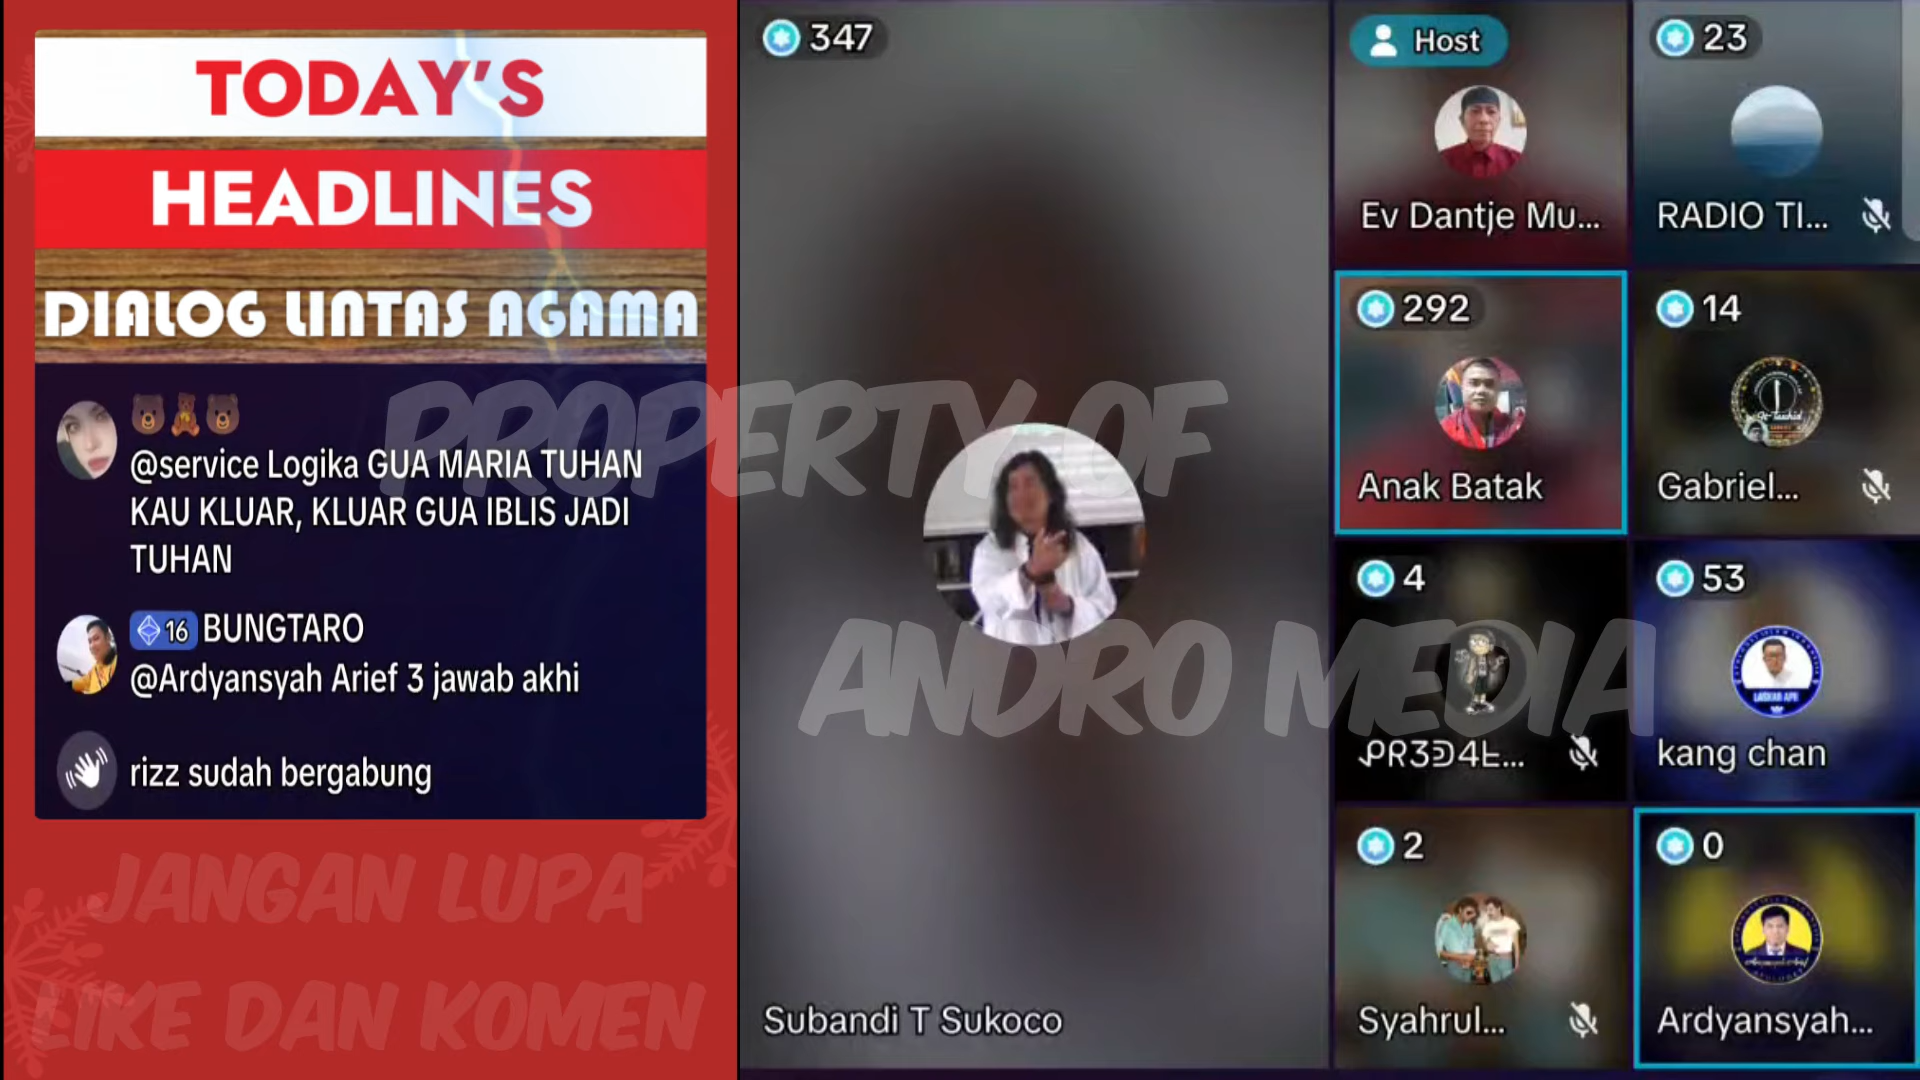 TODAY'S
HEADLINES
DIALOG LINTAS AGAMA
@service Logika GUA MARIA TUHAN
KAU KLUAR, KLUAR GUA IBLIS JADI
TUHAN
16 BUNGTARO
@Ardyansyah Arief 3 jawab akhi
rizz sudah bergabung
JANGAN LUPA
LIKE DAN KOMEN
PROPERTY OF
ANDRO MEDIA
347
Subandi T Sukoco
Host
Ev Dantje Mu...
23
RADIO TI...
292
Anak Batak
14
Gabriel...
4
53
LASKAR APII
kang chan
2
Syahrul...
0
Ardyansyah...